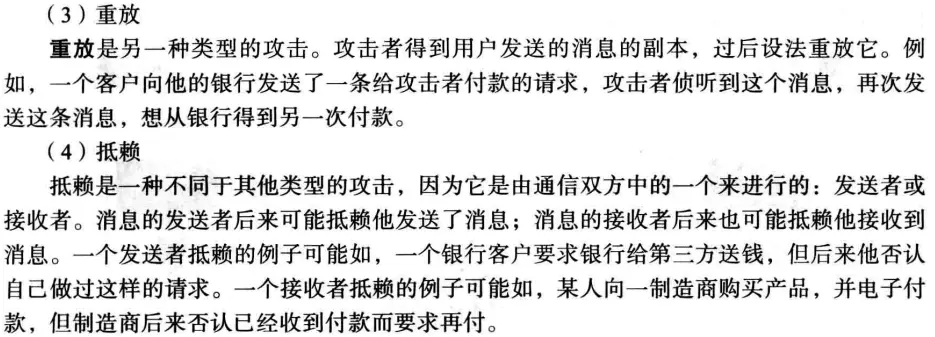 （3）重放
重放是另一种类型的攻击。攻击者得到用户发送的消息的副本，过后设法重放它。例
如，一个客户向他的银行发送了一条给攻击者付款的请求，攻击者侦听到这个消息，再次发
送这条消息，想从银行得到另一次付款。
（4）抵赖
抵赖是一种不同于其他类型的攻击，因为它是由通信双方中的一个来进行的：发送者或
接收者。消息的发送者后来可能抵赖他发送了消息；消息的接收者后来也可能抵赖他接收到
消息。一个发送者抵赖的例子可能如，一个银行客户要求银行给第三方送钱，但后来他否认
自己做过这样的请求。一个接收者抵赖的例子可能如，某人向一制造商购买产品，并电子付
款，但制造商后来否认已经收到付款而要求再付。